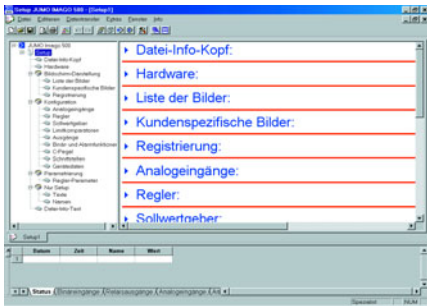 Setup JUMO IMAGO 500 - [Setup1]
Datei Editieren Datentransfer Extras Fenster Info
JUMO Imago 500
Setup
Datei-Info-Kopf
Hardware
Bildschirm-Darstellung
Liste der Bilder
Kundenspezifische Bilder
Registrierung
Konfiguration
Analogeingänge
Regler
Sollwertgeber
Limitkomparatoren
Ausgänge
Binär und Alarmfunktionen
C-Pegel
Schnittstellen
Gerätedaten
Parametrierung
Regler-Parameter
Nur Setup
Texte
Namen
Datei-Info-Text
Datei-Info-Kopf:
Hardware:
Liste der Bilder:
Kundenspezifische Bilder:
Registrierung:
Analogeingänge:
Regler:
Sollwertgeber:
Setup1
Datum Zeit Name Wert
1
Status Binäreingänge Relaisausgänge Analogeingänge
Spezialist NUM